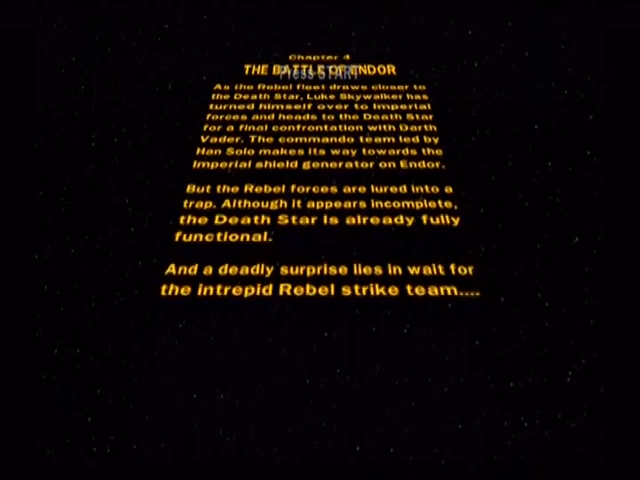 Chapter 4
THE BATTLE OF ENDOR
Press START
As the Rebel fleet draws closer to
the Death Star, Luke Skywalker has
turned himself over to Imperial
forces and heads to the Death Star
for a final confrontation with Darth
Vader. The commando team led by
Han Solo makes its way towards the
Imperial shield generator on Endor.
But the Rebel forces are lured into a
trap. Although it appears incomplete,
the Death Star is already fully
functional.
And a deadly surprise lies in wait for
the intrepid Rebel strike team....